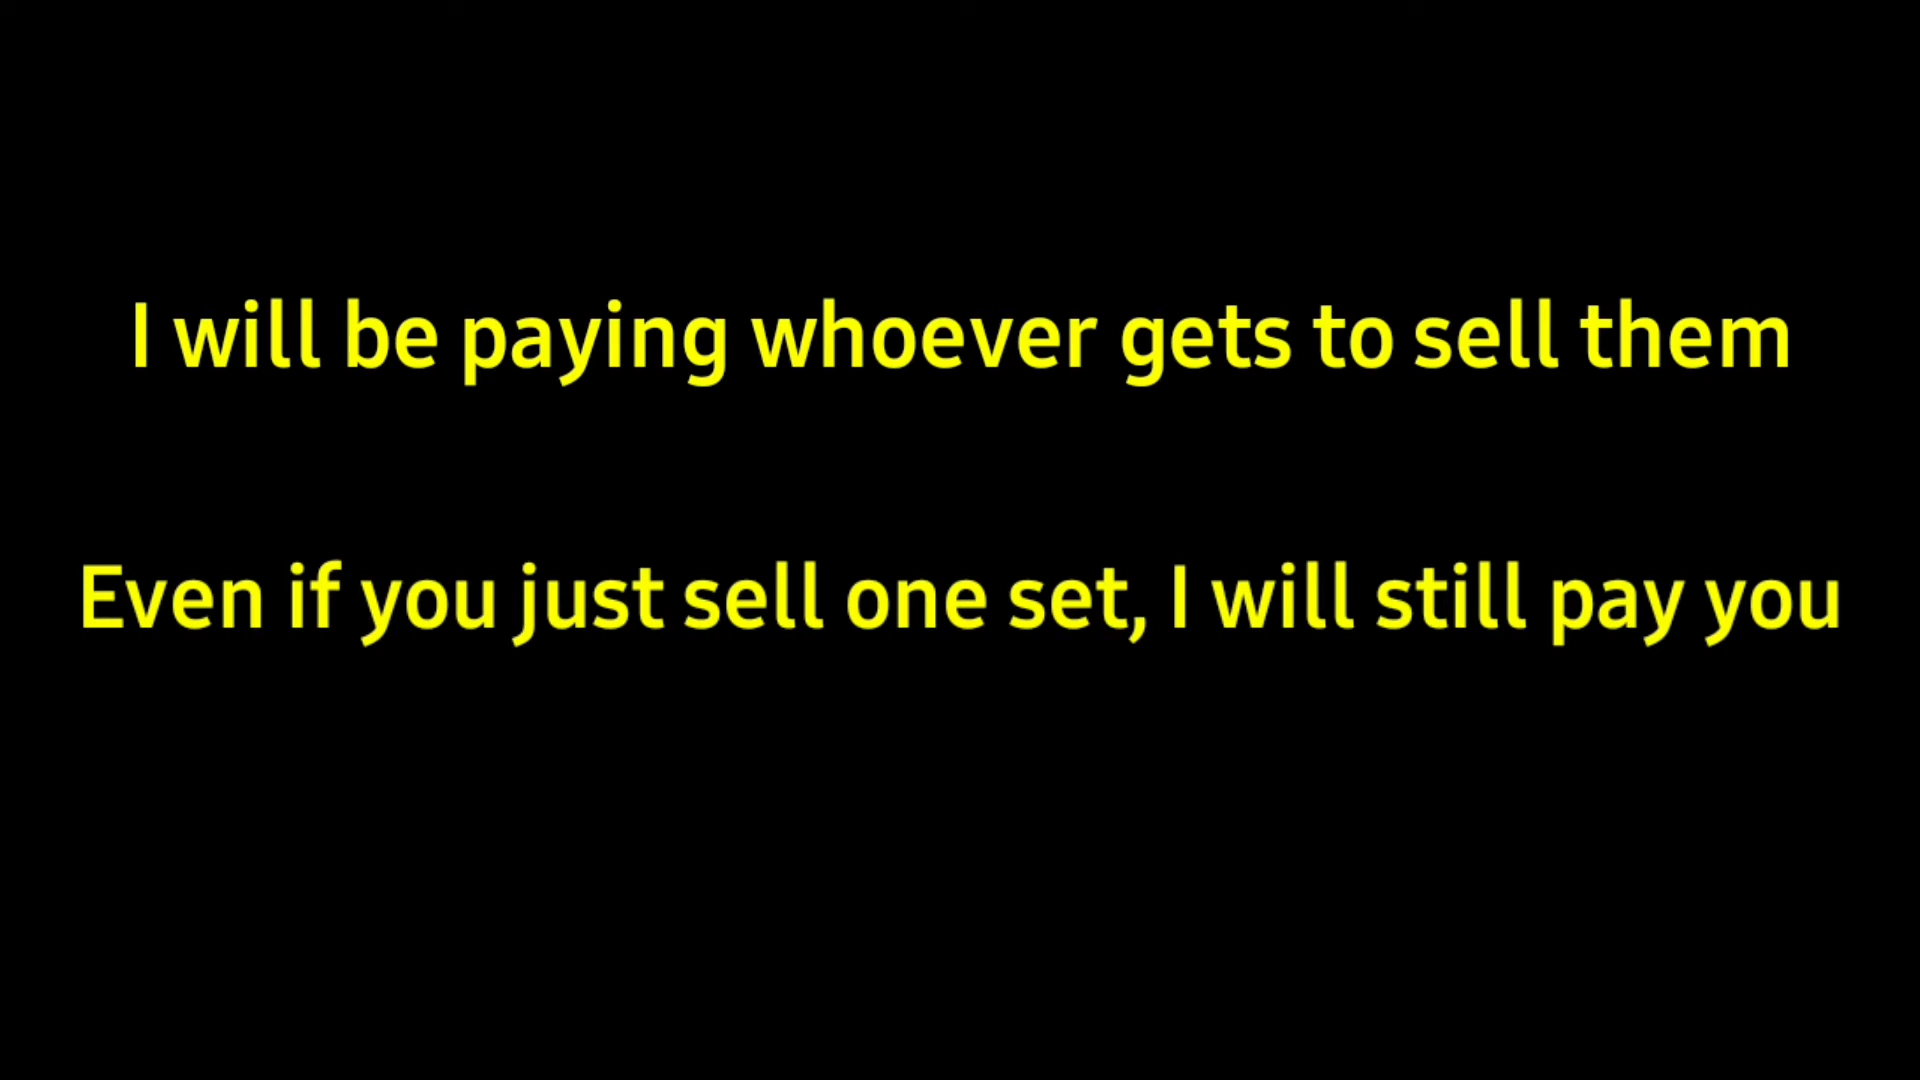 I will be paying whoever gets to sell them
Even if you just sell one set, I will still pay you